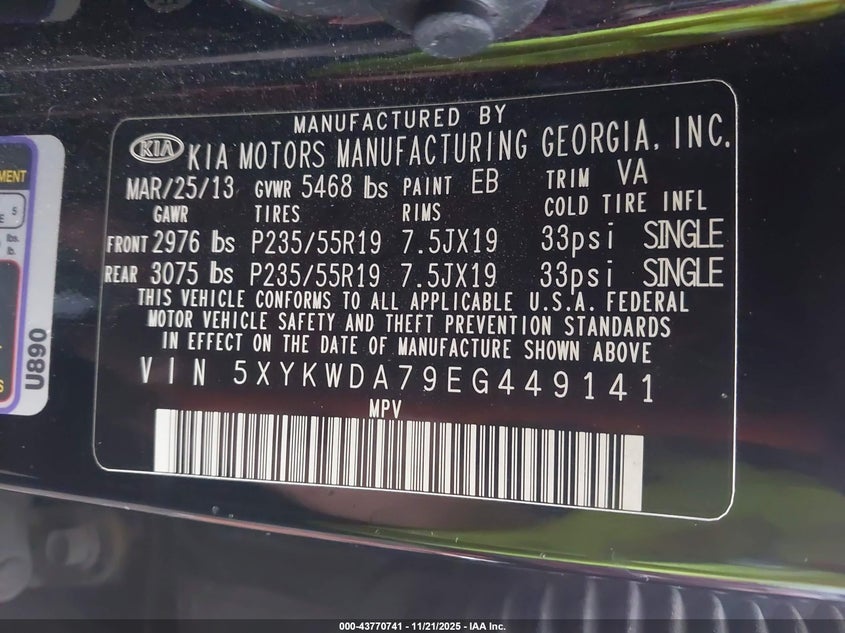 MANUFACTURED BY
KIA KIA MOTORS MANUFACTURING GEORGIA, INC.
MAR/25/13 GVWR 5468 lbs PAINT EB TRIM VA
GAWR TIRES RIMS COLD TIRE INFL
FRONT 2976 lbs P235/55R19 7.5JX19 33psi SINGLE
REAR 3075 lbs P235/55R19 7.5JX19 33psi SINGLE
THIS VEHICLE CONFORMS TO ALL APPLICABLE U.S.A. FEDERAL
MOTOR VEHICLE SAFETY AND THEFT PREVENTION STANDARDS
IN EFFECT ON THE DATE OF MANUFACTURE SHOWN ABOVE
VIN 5XYKWDA79EG449141
MPV
MENT
5
E
lbs.
lb.
S
U890
000-43770741 - 11/21/2025 - IAA Inc.